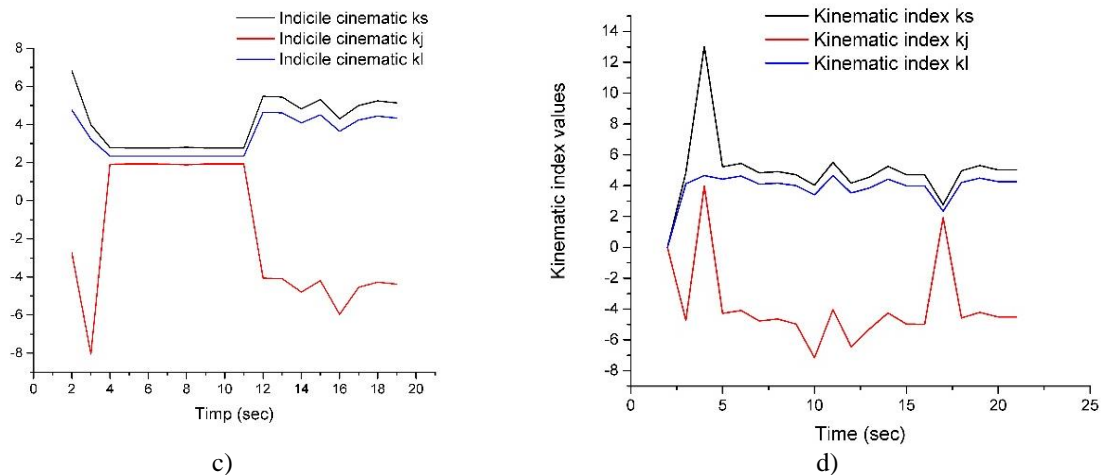 Indicile cinematic ks
Indicile cinematic kj
Indicile cinematic kl
8
6
4
2
0
-2
-4
-6
-8
0 2 4 6 8 10 12 14 16 18 20
Timp (sec)
c)
Kinematic index ks
Kinematic index kj
Kinematic index kl
Kinematic index values
14
12
10
8
6
4
2
0
-2
-4
-6
-8
0 5 10 15 20 25
Time (sec)
d)